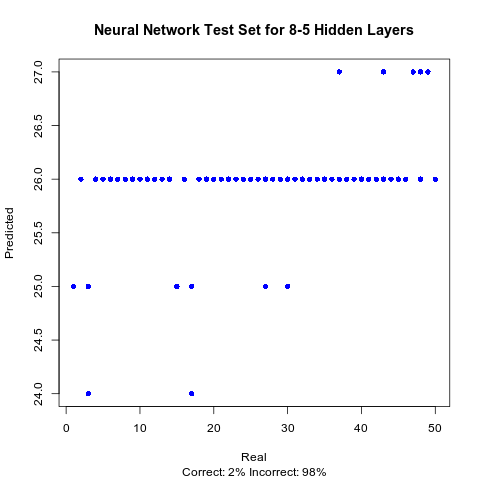 Neural Network Test Set for 8-5 Hidden Layers
27.0
26.5
26.0
25.5
25.0
24.5
24.0
Predicted
0 10 20 30 40 50
Real
Correct: 2% Incorrect: 98%